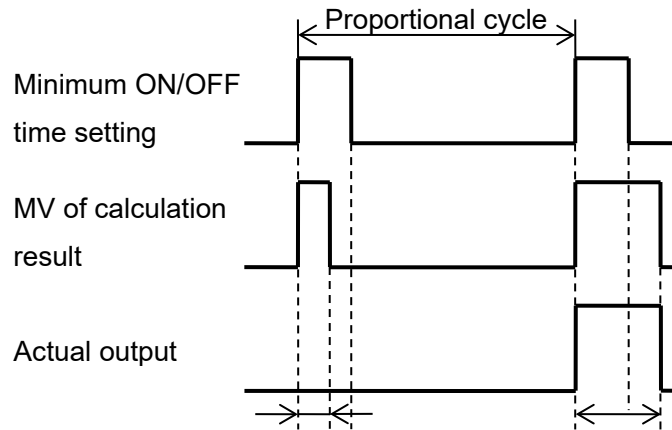 Proportional cycle
Minimum ON/OFF
time setting
MV of calculation
result
Actual output